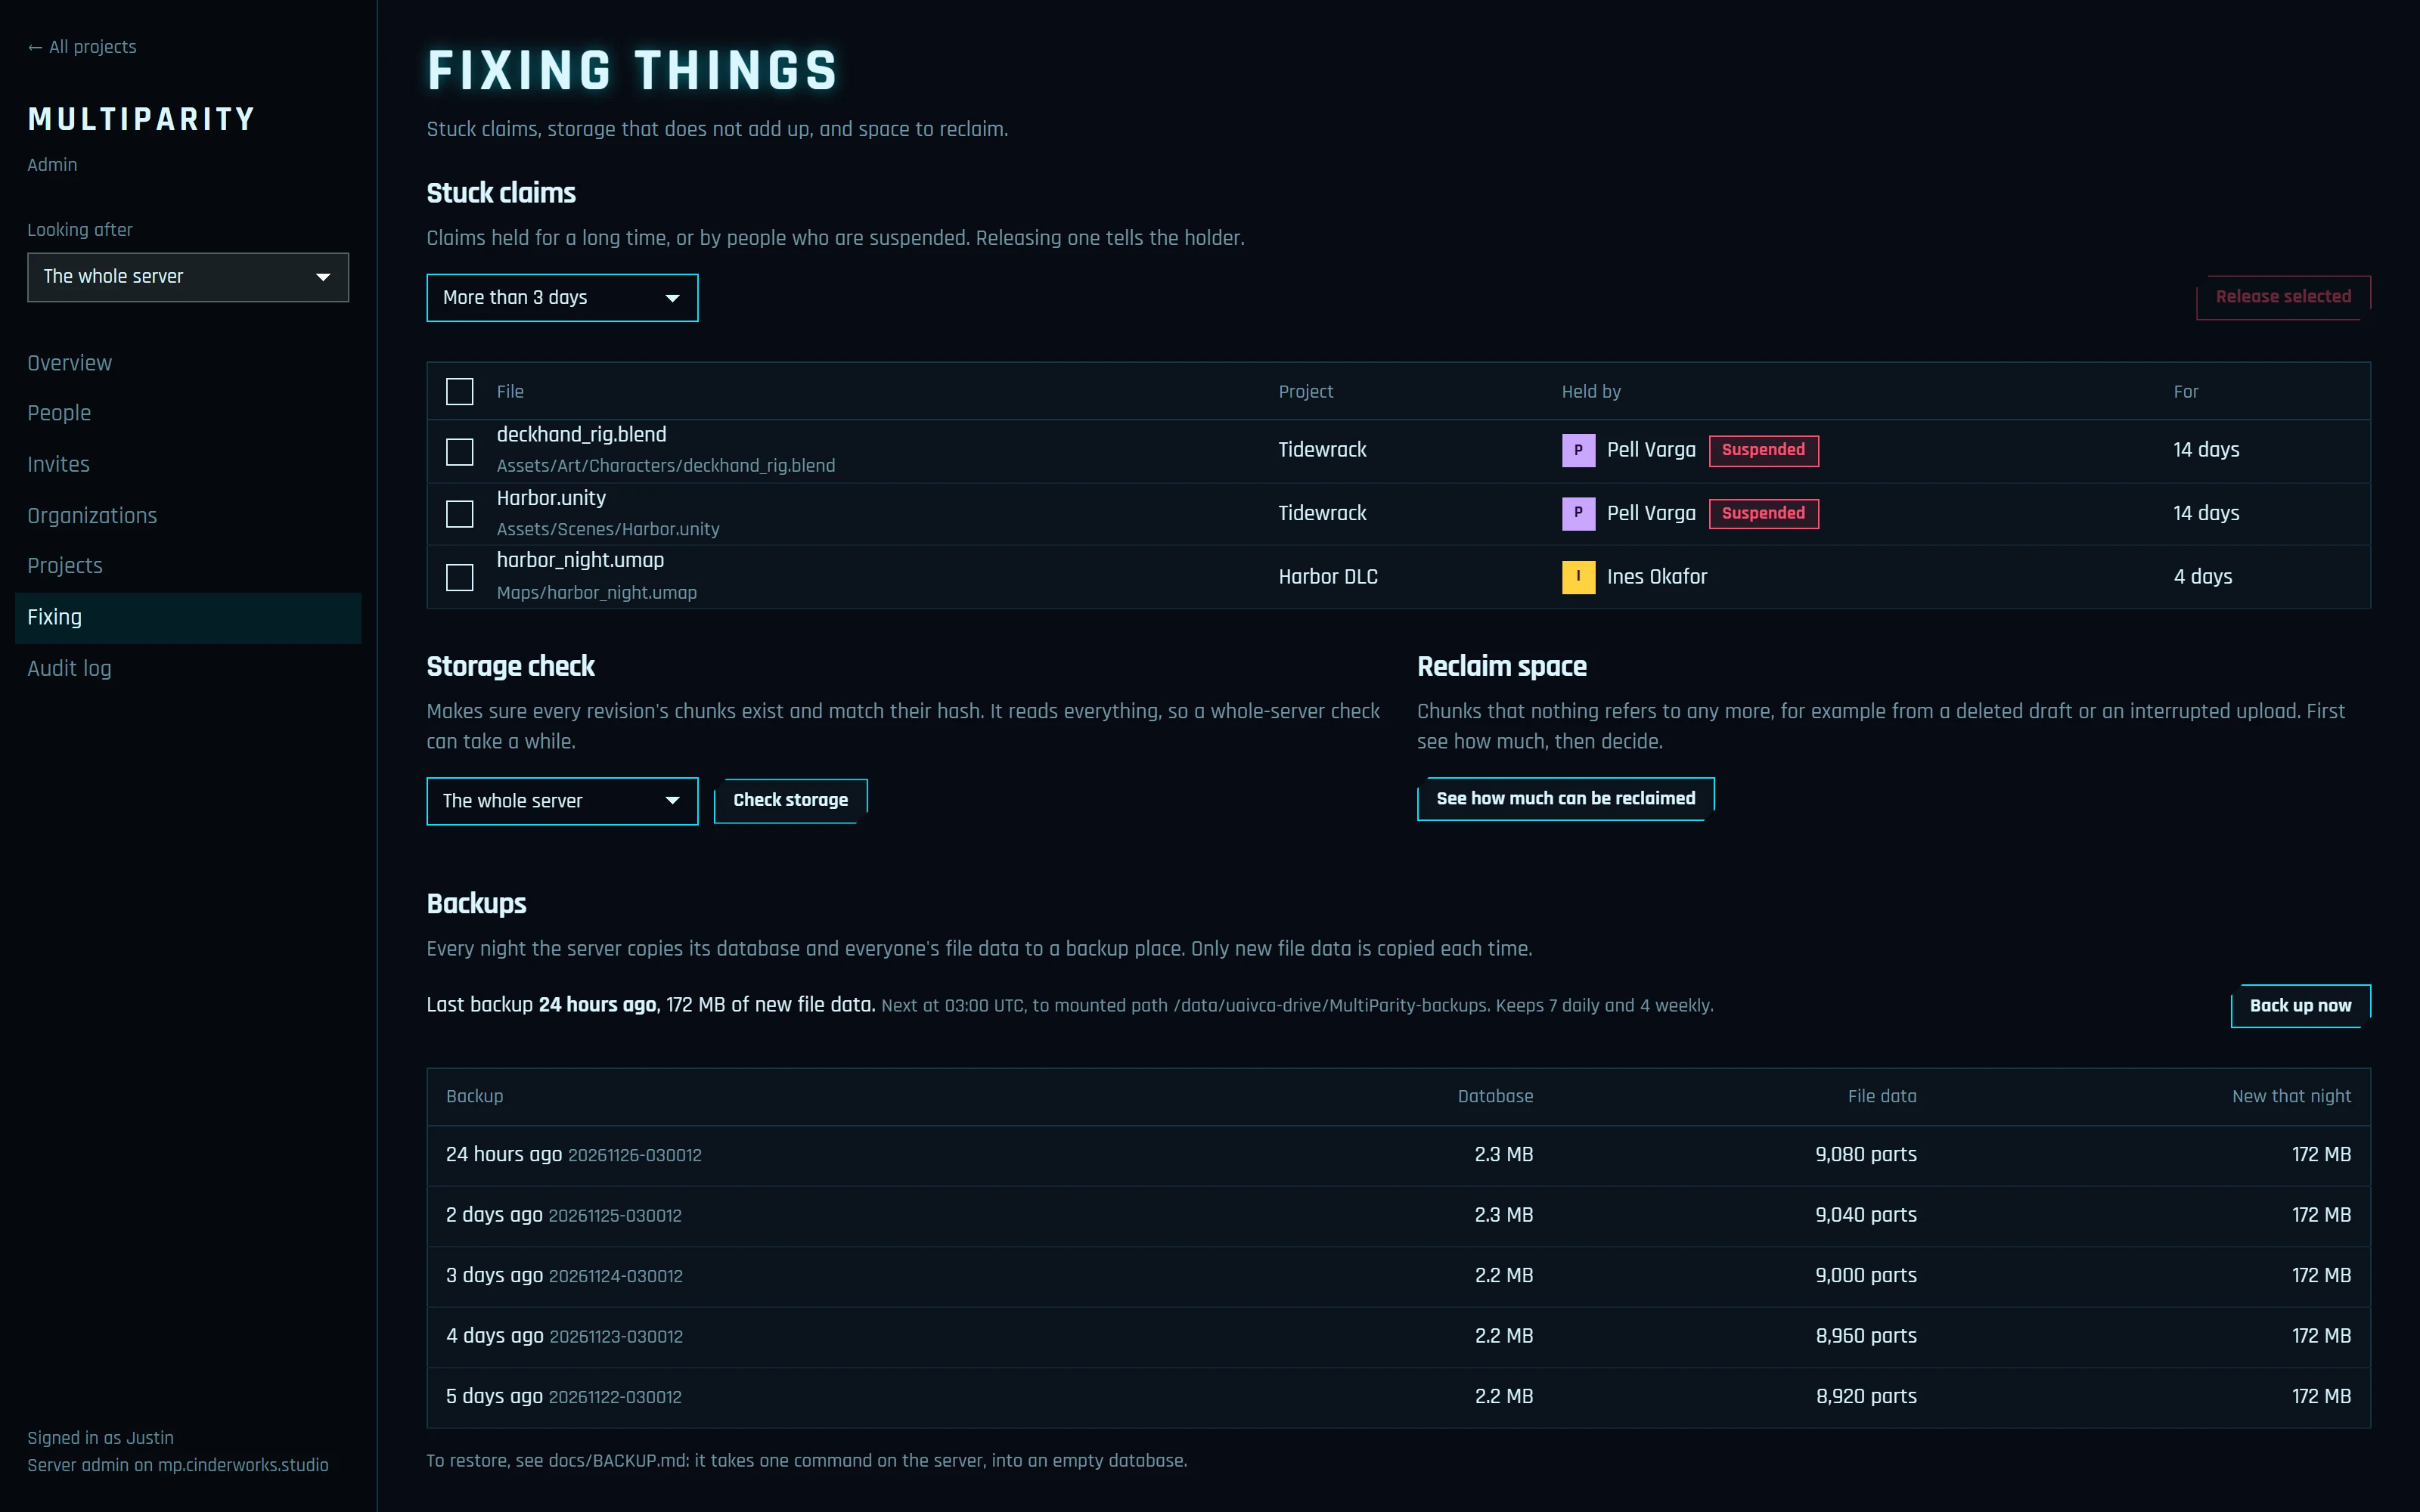 ← All projects
MULTIPARITY
Admin
Looking after
The whole server
Overview
People
Invites
Organizations
Projects
Fixing
Audit log
Signed in as Justin
Server admin on mp.cinderworks.studio
FIXING THINGS
Stuck claims, storage that does not add up, and space to reclaim.
Stuck claims
Claims held for a long time, or by people who are suspended. Releasing one tells the holder.
More than 3 days
Release selected
File Project Held by For
deckhand_rig.blend
Assets/Art/Characters/deckhand_rig.blend
Tidewrack P Pell Varga Suspended 14 days
Harbor.unity
Assets/Scenes/Harbor.unity
Tidewrack P Pell Varga Suspended 14 days
harbor_night.umap
Maps/harbor_night.umap
Harbor DLC I Ines Okafor 4 days
Storage check
Makes sure every revision's chunks exist and match their hash. It reads everything, so a whole-server check
can take a while.
The whole server
Check storage
Reclaim space
Chunks that nothing refers to any more, for example from a deleted draft or an interrupted upload. First
see how much, then decide.
See how much can be reclaimed
Backups
Every night the server copies its database and everyone's file data to a backup place. Only new file data is copied each time.
Last backup 24 hours ago, 172 MB of new file data. Next at 03:00 UTC, to mounted path /data/uaivca-drive/MultiParity-backups. Keeps 7 daily and 4 weekly.
Back up now
Backup Database File data New that night
24 hours ago 20261126-030012 2.3 MB 9,080 parts 172 MB
2 days ago 20261125-030012 2.3 MB 9,040 parts 172 MB
3 days ago 20261124-030012 2.2 MB 9,000 parts 172 MB
4 days ago 20261123-030012 2.2 MB 8,960 parts 172 MB
5 days ago 20261122-030012 2.2 MB 8,920 parts 172 MB
To restore, see docs/BACKUP.md: it takes one command on the server, into an empty database.